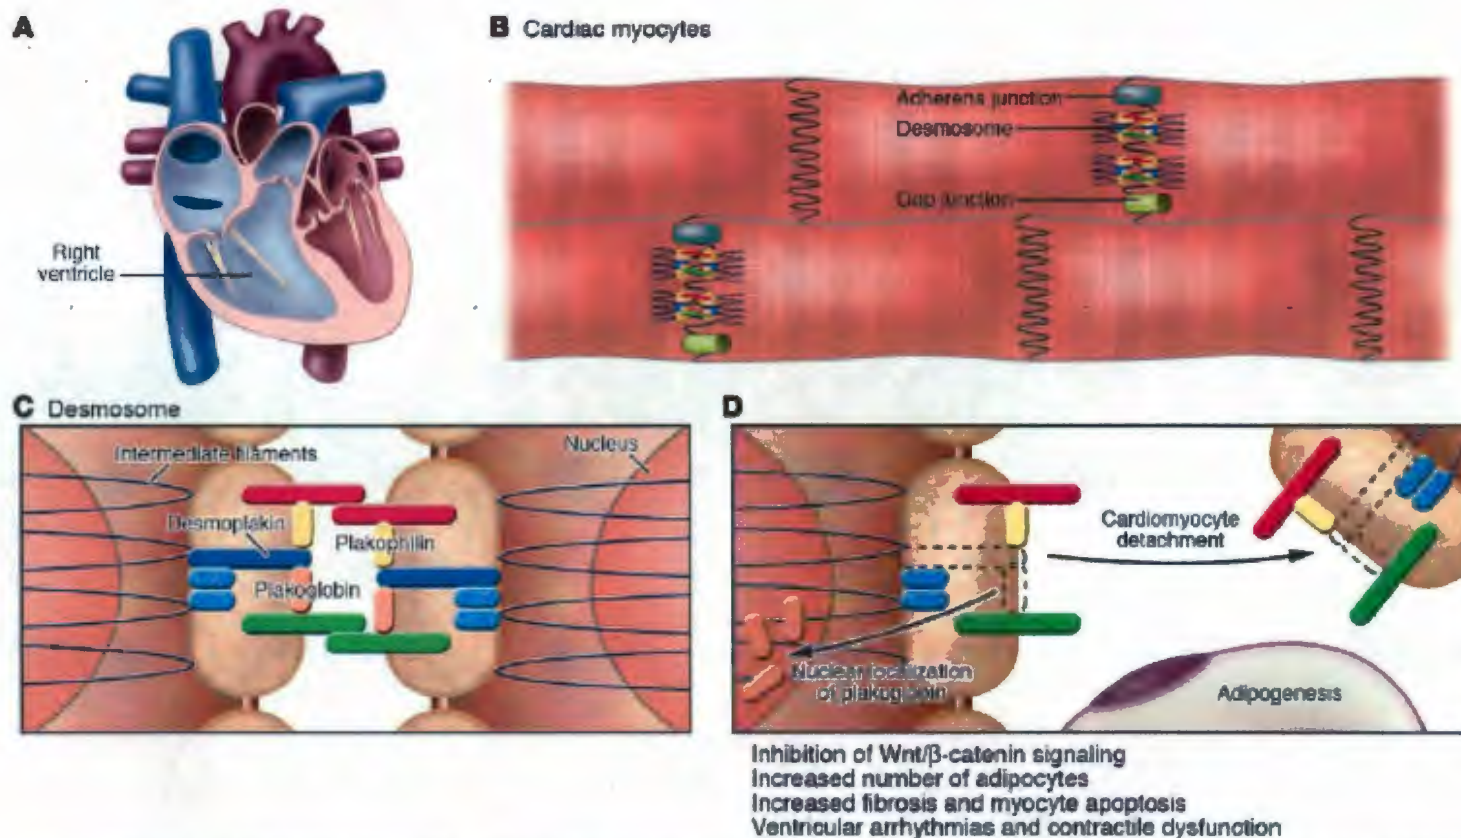 A
B Cardiac myocytes
Adherens junction
Desmosome
Gap junction
Right
ventricle
C Desmosome
Intermediate filaments
Nucleus
Desmoplakin
Plakophilin
Plakoglobin
D
Cardiomyocyte
detachment
Nuclear localization
of plakoglobin
Adipogenesis
Inhibition of Wnt/β-catenin signaling
Increased number of adipocytes
Increased fibrosis and myocyte apoptosis
Ventricular arrhythmias and contractile dysfunction